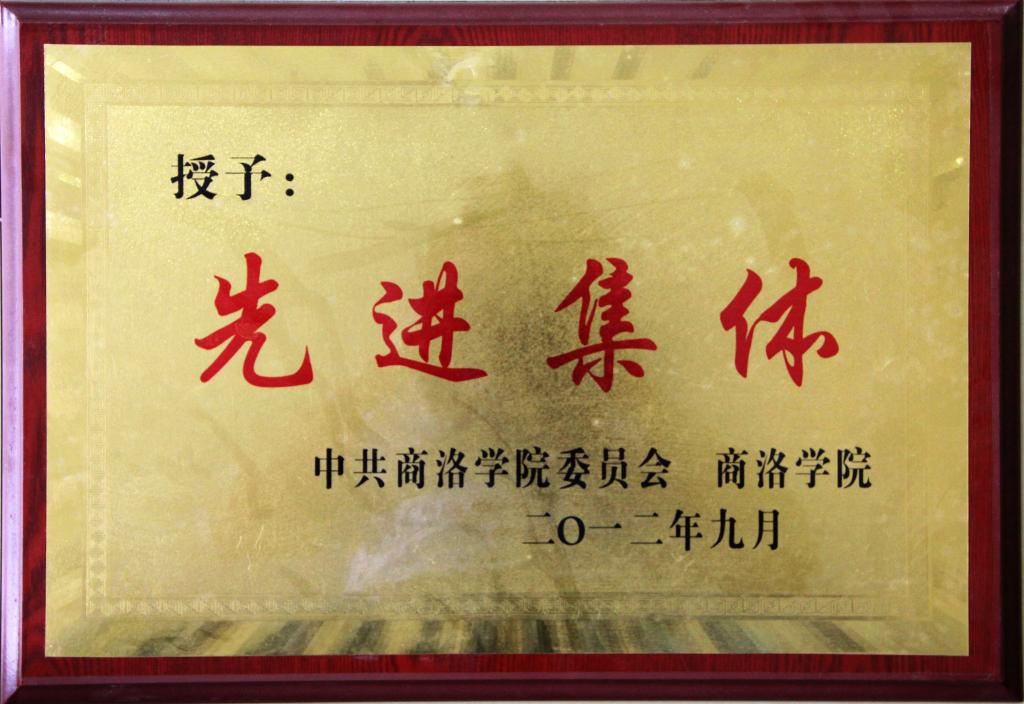 授予：
先进集体
中共商洛学院委员会 商洛学院
二〇一二年九月